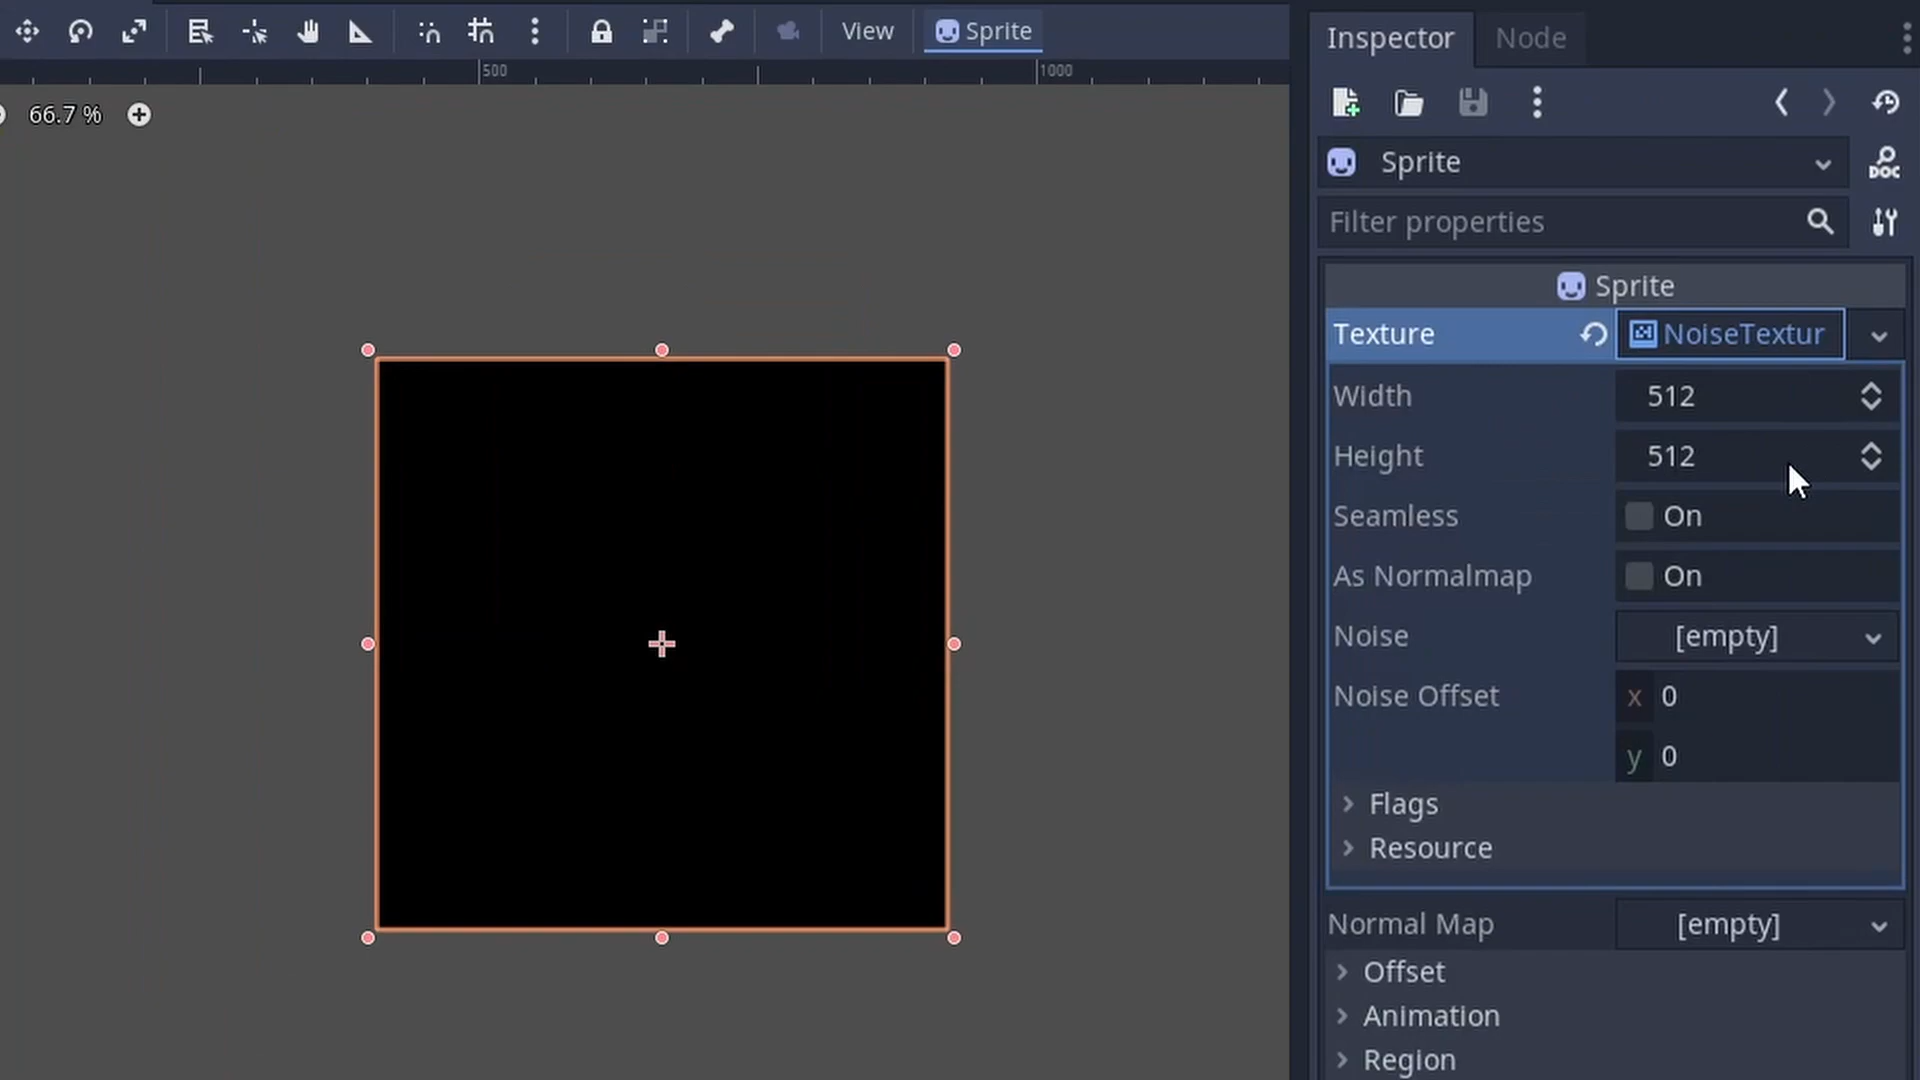 View
Sprite
500
1000
66.7 %
Inspector
Node
Sprite
DOC
Filter properties
Sprite
Texture
NoiseTextur
Width
512
Height
512
Seamless
On
As Normalmap
On
Noise
[empty]
Noise Offset
x 0
y 0
Flags
Resource
Normal Map
[empty]
Offset
Animation
Region